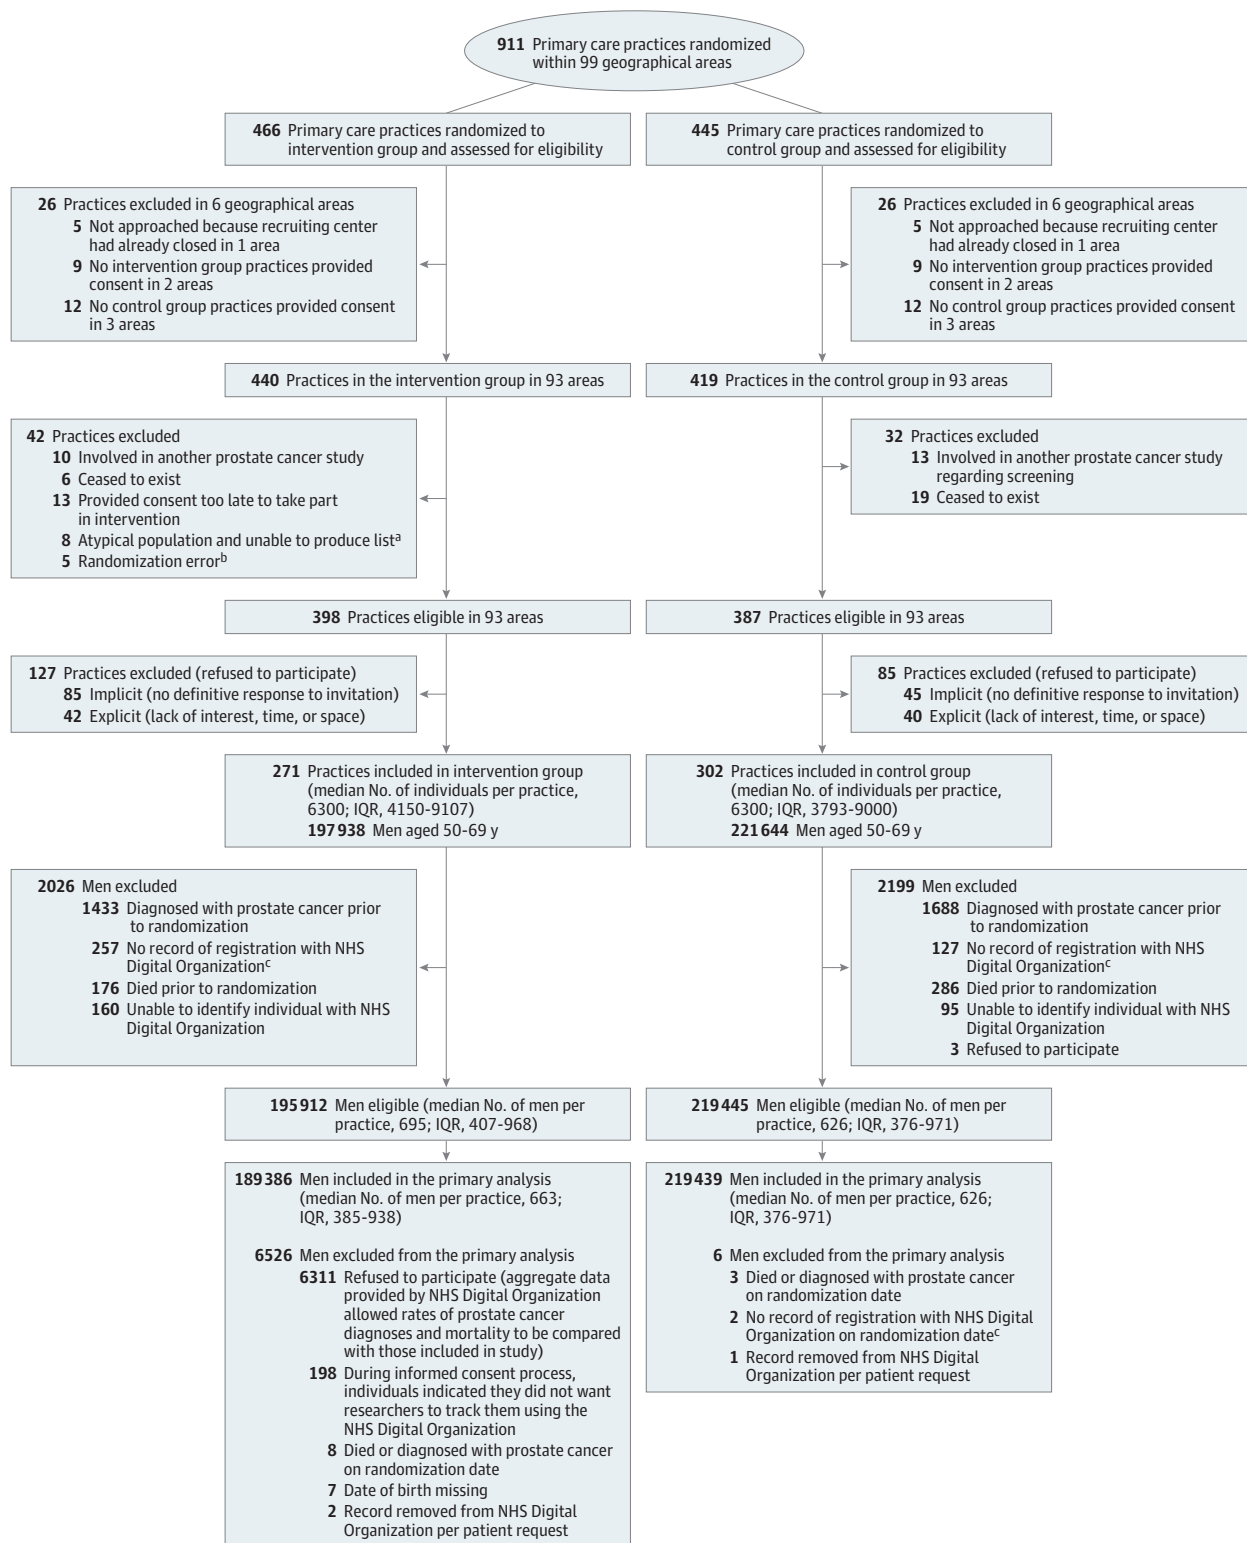 911 Primary care practices randomized
within 99 geographical areas
466 Primary care practices randomized to
intervention group and assessed for eligibility
445 Primary care practices randomized to
control group and assessed for eligibility
26 Practices excluded in 6 geographical areas
5 Not approached because recruiting center
had already closed in 1 area
9 No intervention group practices provided
consent in 2 areas
12 No control group practices provided consent
in 3 areas
26 Practices excluded in 6 geographical areas
5 Not approached because recruiting center
had already closed in 1 area
9 No intervention group practices provided
consent in 2 areas
12 No control group practices provided consent
in 3 areas
440 Practices in the intervention group in 93 areas
419 Practices in the control group in 93 areas
42 Practices excluded
10 Involved in another prostate cancer study
6 Ceased to exist
13 Provided consent too late to take part
in intervention
8 Atypical population and unable to produce listᵃ
5 Randomization errorᵇ
32 Practices excluded
13 Involved in another prostate cancer study
regarding screening
19 Ceased to exist
398 Practices eligible in 93 areas
387 Practices eligible in 93 areas
127 Practices excluded (refused to participate)
85 Implicit (no definitive response to invitation)
42 Explicit (lack of interest, time, or space)
85 Practices excluded (refused to participate)
45 Implicit (no definitive response to invitation)
40 Explicit (lack of interest, time, or space)
271 Practices included in intervention group
(median No. of individuals per practice,
6300; IQR, 4150-9107)
197 938 Men aged 50-69 y
302 Practices included in control group
(median No. of individuals per practice,
6300; IQR, 3793-9000)
221 644 Men aged 50-69 y
2026 Men excluded
1433 Diagnosed with prostate cancer prior
to randomization
257 No record of registration with NHS
Digital Organizationᶜ
176 Died prior to randomization
160 Unable to identify individual with NHS
Digital Organization
2199 Men excluded
1688 Diagnosed with prostate cancer prior
to randomization
127 No record of registration with NHS
Digital Organizationᶜ
286 Died prior to randomization
95 Unable to identify individual with NHS
Digital Organization
3 Refused to participate
195 912 Men eligible (median No. of men per
practice, 695; IQR, 407-968)
219 445 Men eligible (median No. of men per
practice, 626; IQR, 376-971)
189 386 Men included in the primary analysis
(median No. of men per practice, 663;
IQR, 385-938)
6526 Men excluded from the primary analysis
6311 Refused to participate (aggregate data
provided by NHS Digital Organization
allowed rates of prostate cancer
diagnoses and mortality to be compared
with those included in study)
198 During informed consent process,
individuals indicated they did not want
researchers to track them using the
NHS Digital Organization
8 Died or diagnosed with prostate cancer
on randomization date
7 Date of birth missing
2 Record removed from NHS Digital
Organization per patient request
219 439 Men included in the primary analysis
(median No. of men per practice, 626;
IQR, 376-971)
6 Men excluded from the primary analysis
3 Died or diagnosed with prostate cancer
on randomization date
2 No record of registration with NHS Digital
Organization on randomization dateᶜ
1 Record removed from NHS Digital
Organization per patient request